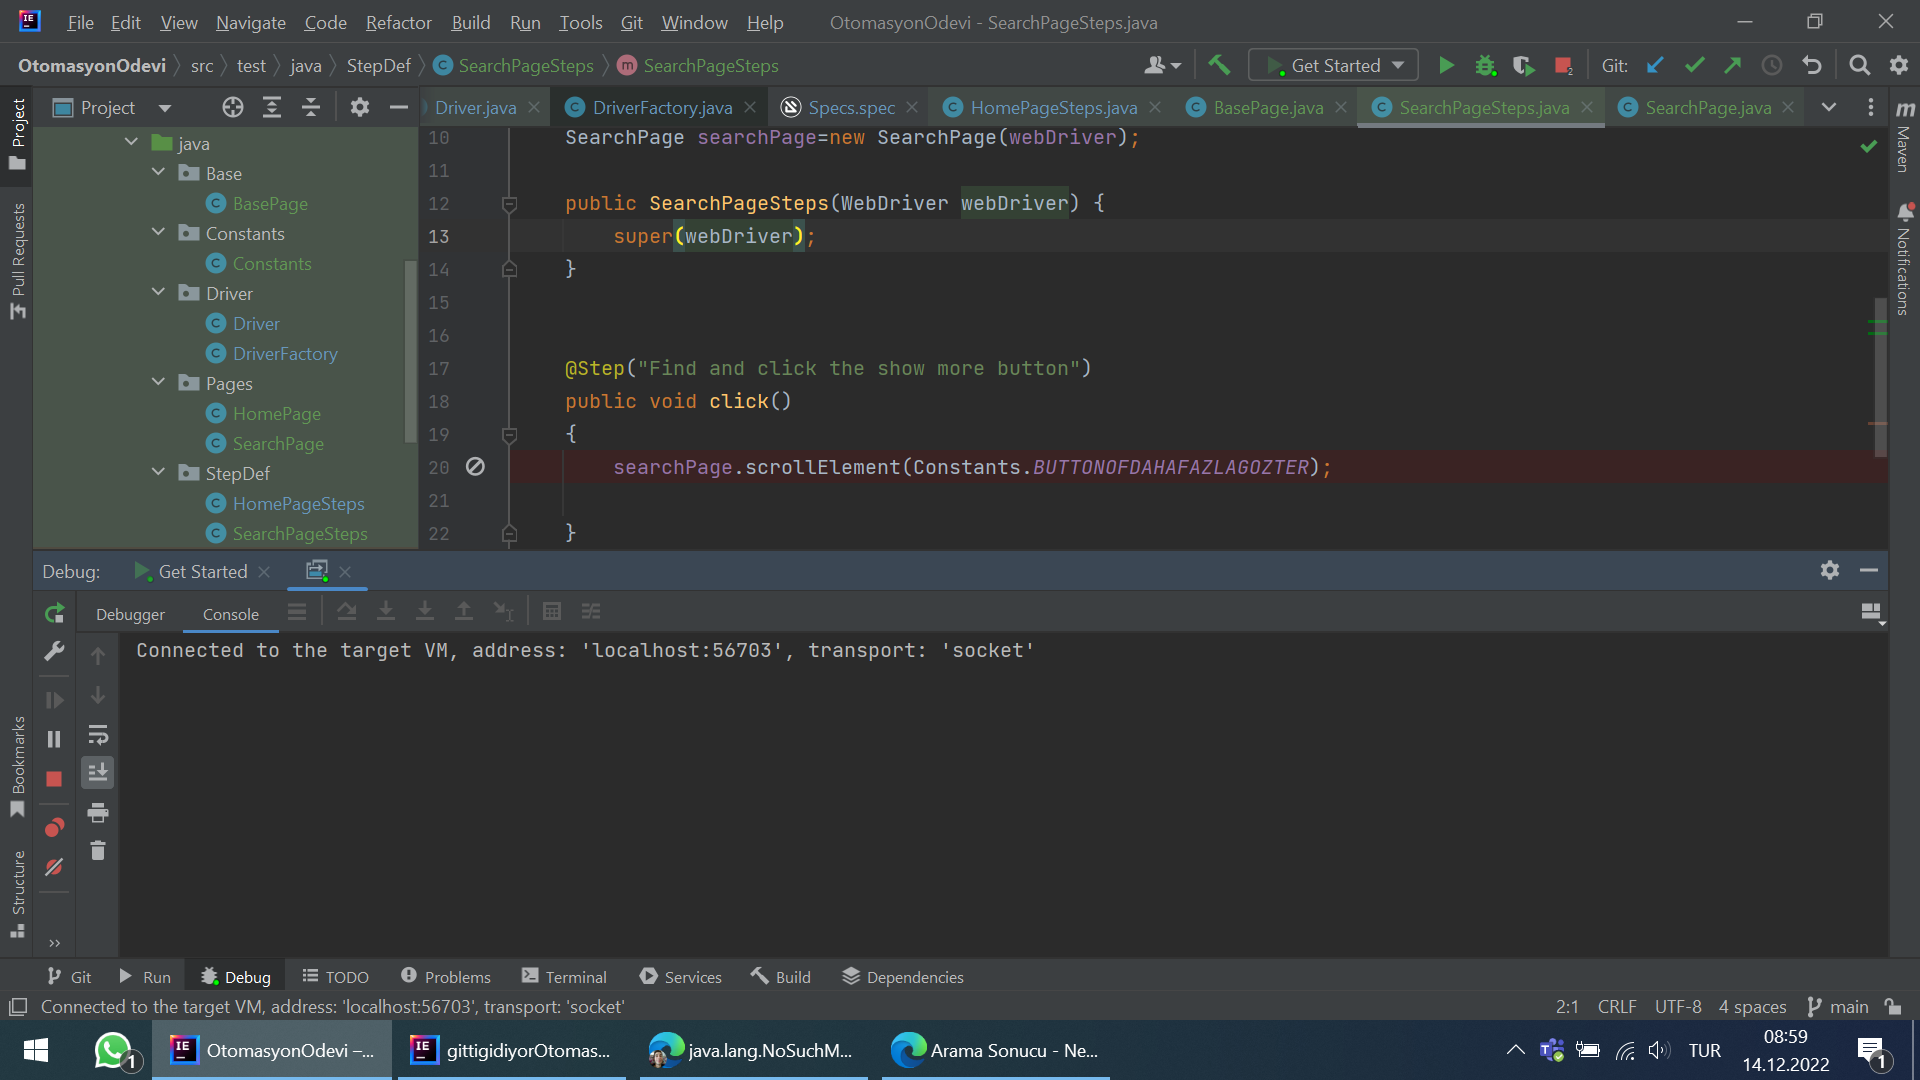 File Edit View Navigate Code Refactor Build Run Tools Git Window Help OtomasyonOdevi - SearchPageSteps.java
OtomasyonOdevi src test java StepDef SearchPageSteps SearchPageSteps Get Started Git:
Project Driver.java DriverFactory.java Specs.spec HomePageSteps.java BasePage.java SearchPageSteps.java SearchPage.java
java
Base
BasePage
Constants
Constants
Driver
Driver
DriverFactory
Pages
HomePage
SearchPage
StepDef
HomePageSteps
SearchPageSteps
10 SearchPage searchPage=new SearchPage(webDriver);
11
12 public SearchPageSteps(WebDriver webDriver) {
13 super(webDriver);
14 }
15
16
17 @Step("Find and click the show more button")
18 public void click()
19 {
20 searchPage.scrollElement(Constants.BUTTONOFDAHAFAZLAGOZTER);
21
22 }
Project
Pull Requests
Bookmarks
Structure
Maven
Notifications
Debug: Get Started
Debugger Console
Connected to the target VM, address: 'localhost:56703', transport: 'socket'
Git Run Debug TODO Problems Terminal Services Build Dependencies
Connected to the target VM, address: 'localhost:56703', transport: 'socket' 2:1 CRLF UTF-8 4 spaces main
1 OtomasyonOdevi –... gittigidiyorOtomas... java.lang.NoSuchM... Arama Sonucu - Ne... TUR 08:59
14.12.2022 1